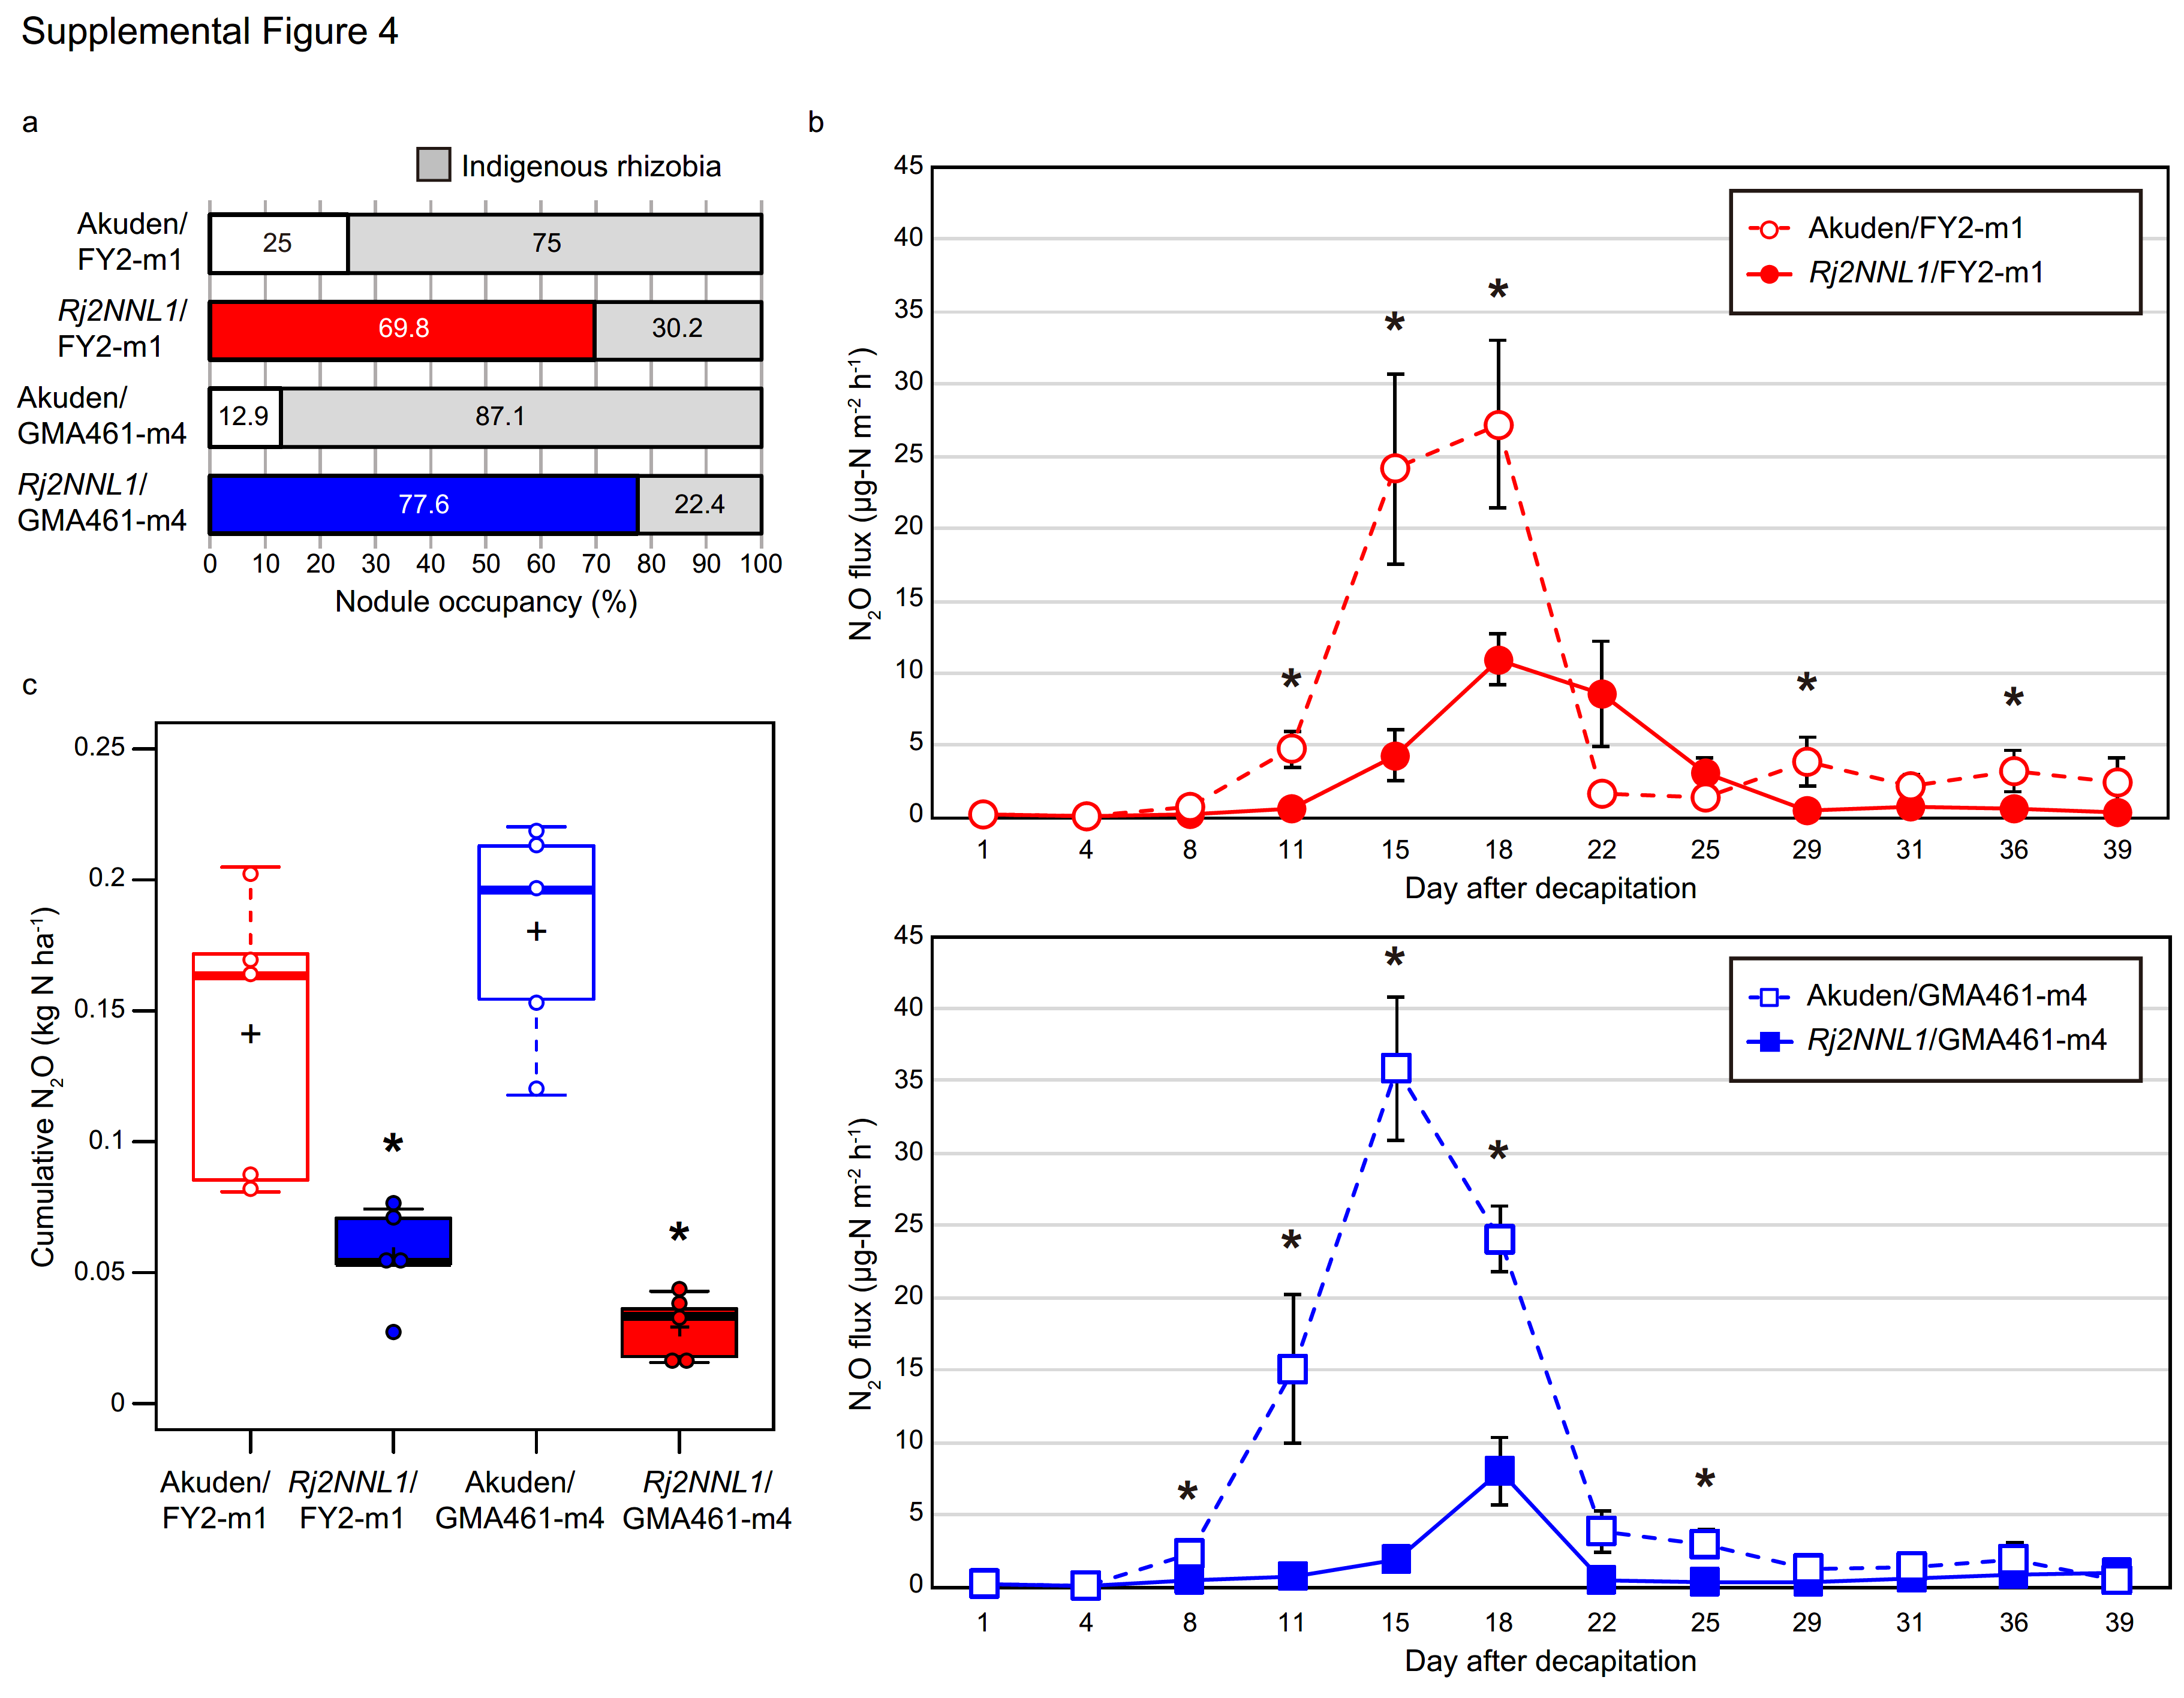 Supplemental Figure 4
a
Indigenous rhizobia
Akuden/
FY2-m1
25
75
Rj2NNL1/
FY2-m1
69.8
30.2
Akuden/
GMA461-m4
12.9
87.1
Rj2NNL1/
GMA461-m4
77.6
22.4
0 10 20 30 40 50 60 70 80 90 100
Nodule occupancy (%)
b
N2O flux (µg-N m-2 h-1)
45
40
35
30
25
20
15
10
5
0
Akuden/FY2-m1
Rj2NNL1/FY2-m1
*
*
*
*
*
1 4 8 11 15 18 22 25 29 31 36 39
Day after decapitation
N2O flux (µg-N m-2 h-1)
45
40
35
30
25
20
15
10
5
0
Akuden/GMA461-m4
Rj2NNL1/GMA461-m4
*
*
*
*
*
1 4 8 11 15 18 22 25 29 31 36 39
Day after decapitation
c
Cumulative N2O (kg N ha-1)
0.25
0.2
0.15
0.1
0.05
0
+
*
+
+
+
*
Akuden/
FY2-m1
Rj2NNL1/
FY2-m1
Akuden/
GMA461-m4
Rj2NNL1/
GMA461-m4